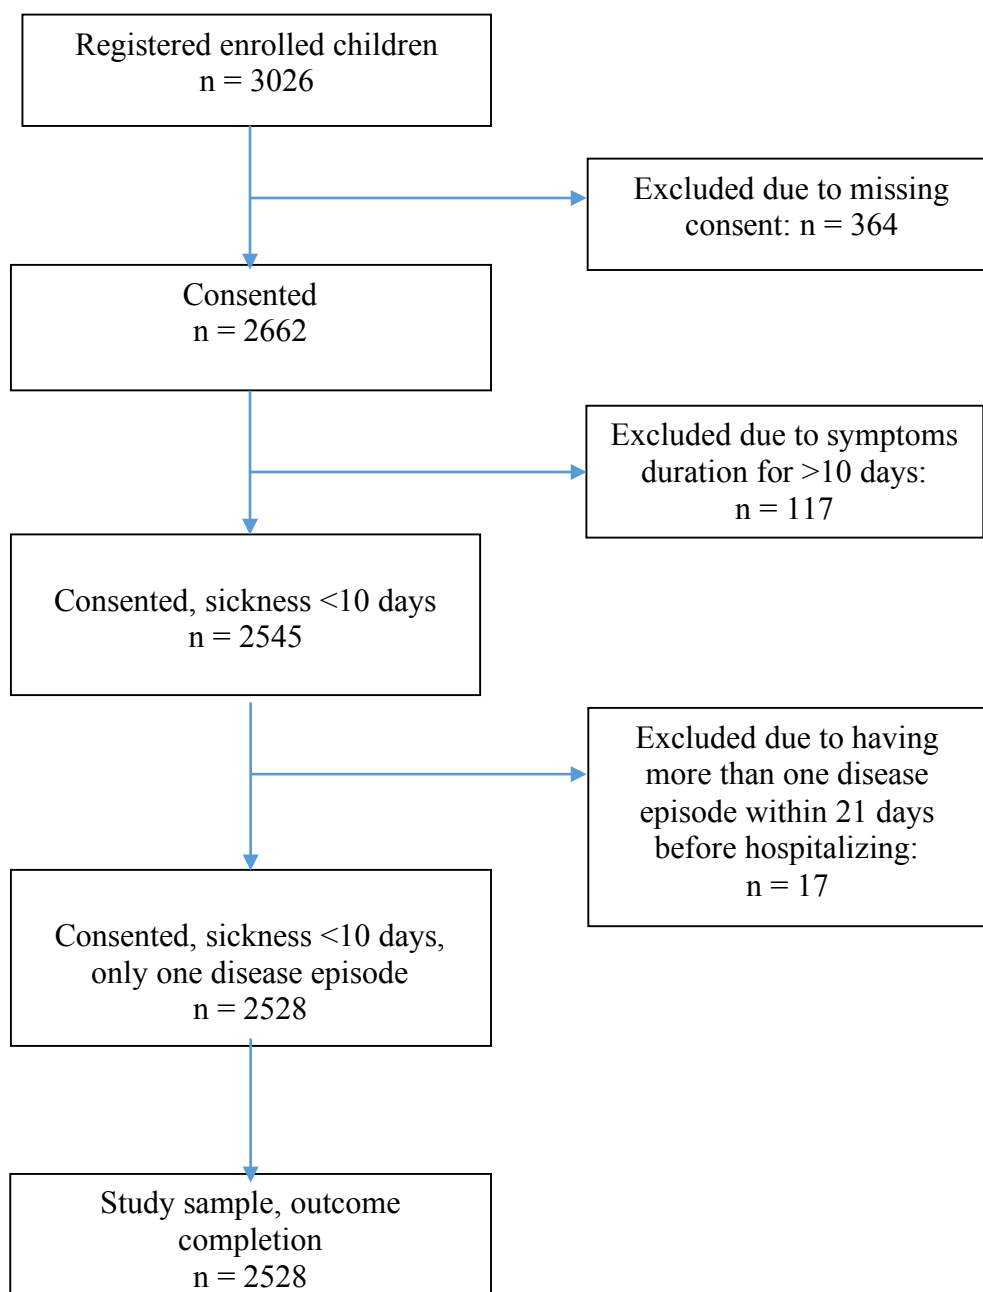 Registered enrolled children
n = 3026
Excluded due to missing
consent: n = 364
Consented
n = 2662
Excluded due to symptoms
duration for >10 days:
n = 117
Consented, sickness <10 days
n = 2545
Excluded due to having
more than one disease
episode within 21 days
before hospitalizing:
n = 17
Consented, sickness <10 days,
only one disease episode
n = 2528
Study sample, outcome
completion
n = 2528